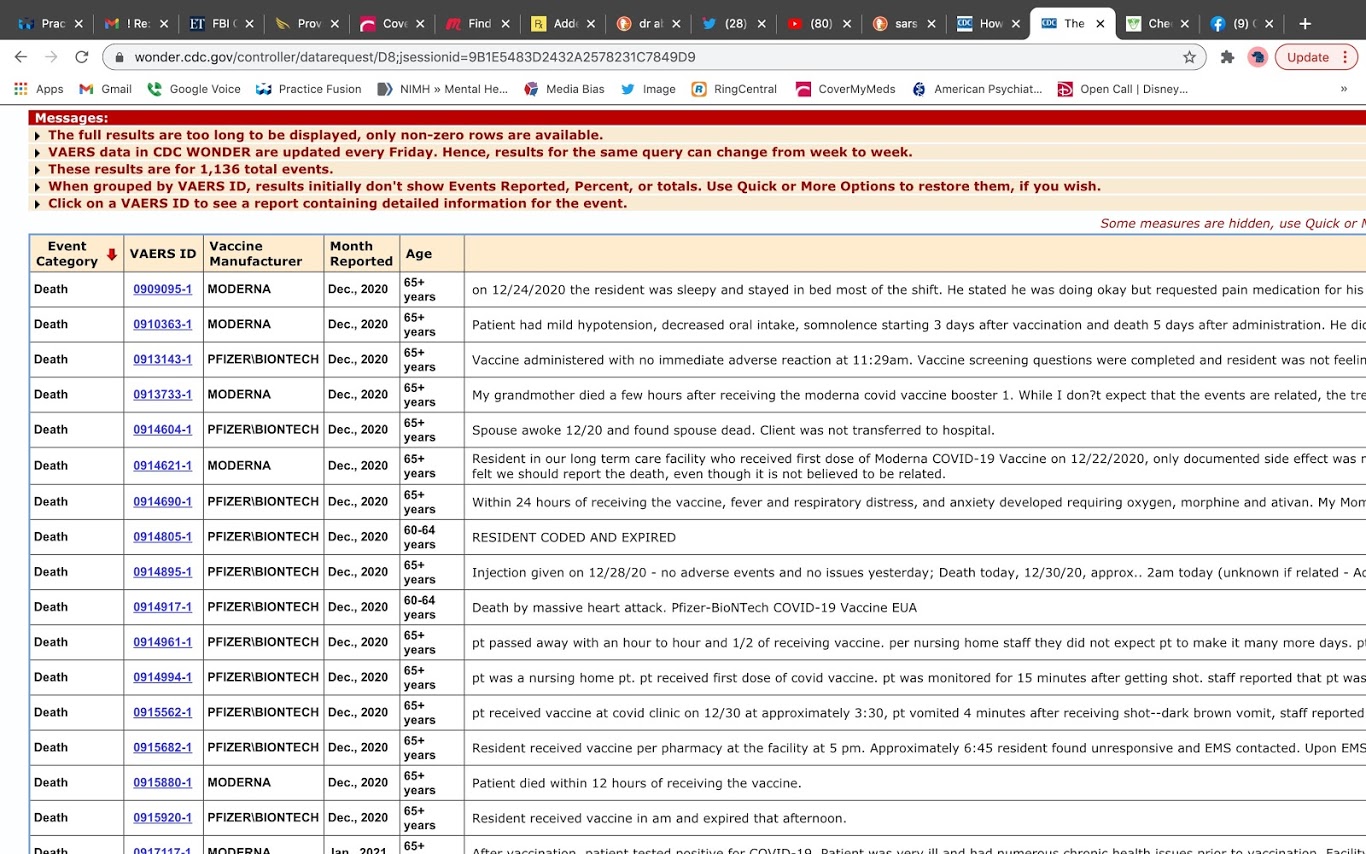 Prac
! Re:
FBI (
Prov
Cove
Find
Adde
dr al
(28)
(80)
sars
How
The
Che
(9) (
wonder.cdc.gov/controller/datarequest/D8;jsessionid=9B1E5483D2432A2578231C7849D9
Update
Apps
Gmail
Google Voice
Practice Fusion
NIMH » Mental He...
Media Bias
Image
RingCentral
CoverMyMeds
American Psychiat...
Open Call | Disney...
»
Messages:
The full results are too long to be displayed, only non-zero rows are available.
VAERS data in CDC WONDER are updated every Friday. Hence, results for the same query can change from week to week.
These results are for 1,136 total events.
When grouped by VAERS ID, results initially don't show Events Reported, Percent, or totals. Use Quick or More Options to restore them, if you wish.
Click on a VAERS ID to see a report containing detailed information for the event.
Some measures are hidden, use Quick or
Event Category VAERS ID Vaccine Manufacturer Month Reported Age
Death 0909095-1 MODERNA Dec., 2020 65+ years on 12/24/2020 the resident was sleepy and stayed in bed most of the shift. He stated he was doing okay but requested pain medication for his
Death 0910363-1 MODERNA Dec., 2020 65+ years Patient had mild hypotension, decreased oral intake, somnolence starting 3 days after vaccination and death 5 days after administration. He did
Death 0913143-1 PFIZER\BIONTECH Dec., 2020 65+ years Vaccine administered with no immediate adverse reaction at 11:29am. Vaccine screening questions were completed and resident was not feelin
Death 0913733-1 MODERNA Dec., 2020 65+ years My grandmother died a few hours after receiving the moderna covid vaccine booster 1. While I don?t expect that the events are related, the tre
Death 0914604-1 PFIZER\BIONTECH Dec., 2020 65+ years Spouse awoke 12/20 and found spouse dead. Client was not transferred to hospital.
Death 0914621-1 MODERNA Dec., 2020 65+ years Resident in our long term care facility who received first dose of Moderna COVID-19 Vaccine on 12/22/2020, only documented side effect was
felt we should report the death, even though it is not believed to be related.
Death 0914690-1 PFIZER\BIONTECH Dec., 2020 65+ years Within 24 hours of receiving the vaccine, fever and respiratory distress, and anxiety developed requiring oxygen, morphine and ativan. My Mom
Death 0914805-1 PFIZER\BIONTECH Dec., 2020 60-64 years RESIDENT CODED AND EXPIRED
Death 0914895-1 PFIZER\BIONTECH Dec., 2020 65+ years Injection given on 12/28/20 - no adverse events and no issues yesterday; Death today, 12/30/20, approx.. 2am today (unknown if related -
Death 0914917-1 PFIZER\BIONTECH Dec., 2020 60-64 years Death by massive heart attack. Pfizer-BioNTech COVID-19 Vaccine EUA
Death 0914961-1 PFIZER\BIONTECH Dec., 2020 65+ years pt passed away with an hour to hour and 1/2 of receiving vaccine. per nursing home staff they did not expect pt to make it many more days.
Death 0914994-1 PFIZER\BIONTECH Dec., 2020 65+ years pt was a nursing home pt. pt received first dose of covid vaccine. pt was monitored for 15 minutes after getting shot. staff reported that pt was
Death 0915562-1 PFIZER\BIONTECH Dec., 2020 65+ years pt received vaccine at covid clinic on 12/30 at approximately 3:30, pt vomited 4 minutes after receiving shot--dark brown vomit, staff reported
Death 0915682-1 PFIZER\BIONTECH Dec., 2020 65+ years Resident received vaccine per pharmacy at the facility at 5 pm. Approximately 6:45 resident found unresponsive and EMS contacted. Upon EMS
Death 0915880-1 MODERNA Dec., 2020 65+ years Patient died within 12 hours of receiving the vaccine.
Death 0915920-1 PFIZER\BIONTECH Dec., 2020 65+ years Resident received vaccine in am and expired that afternoon.
Death 0917117-1 MODERNA Jan., 2021 65+ After vaccination, patient tested positive for COVID-19. Patient was very ill and had numerous chronic health issues prior to vaccination. Facility